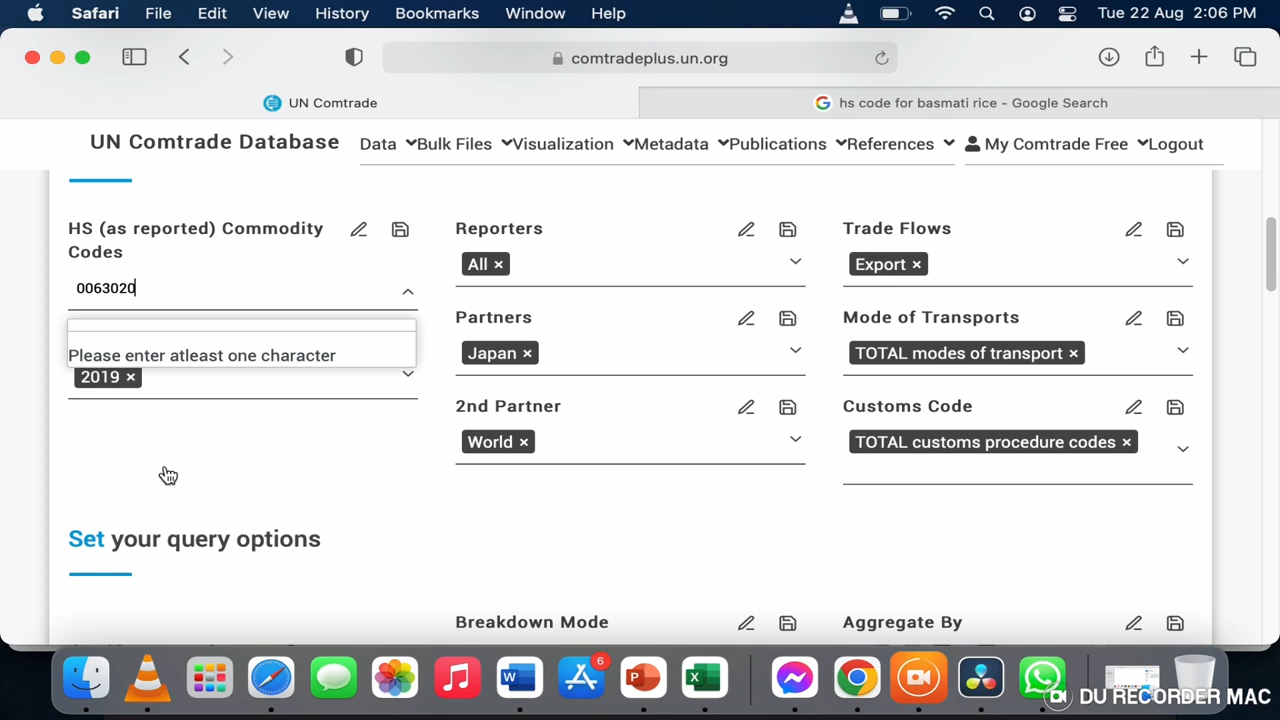 Safari File Edit View History Bookmarks Window Help Tue 22 Aug 2:06 PM
comtradeplus.un.org
UN Comtrade
hs code for basmati rice - Google Search
UN Comtrade Database Data Bulk Files Visualization Metadata Publications References My Comtrade Free Logout
HS (as reported) Commodity
Codes
0063020
Please enter atleast one character
2019 ×
Reporters
All ×
Partners
Japan ×
2nd Partner
World ×
Trade Flows
Export ×
Mode of Transports
TOTAL modes of transport ×
Customs Code
TOTAL customs procedure codes ×
Set your query options
Breakdown Mode
Aggregate By
6
DU RECORDER MAC